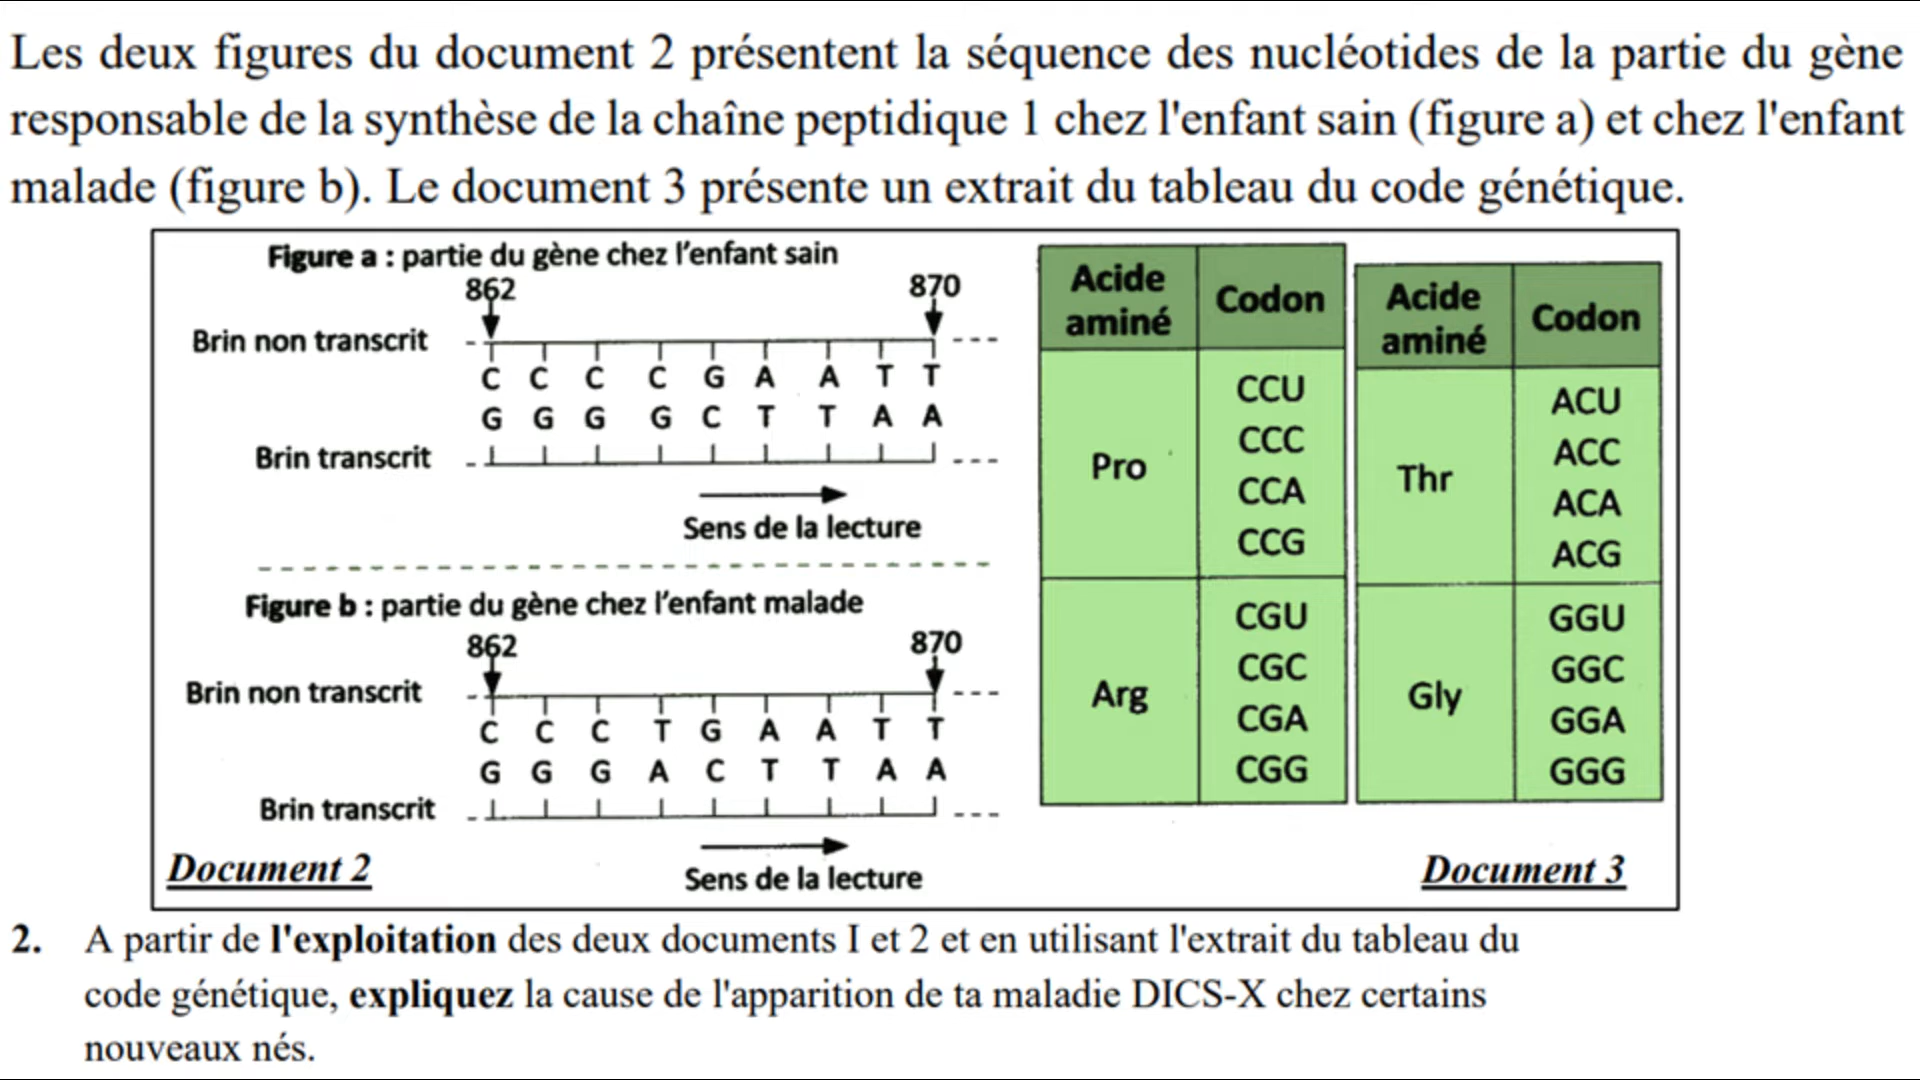 Les deux figures du document 2 présentent la séquence des nucléotides de la partie du gène
responsable de la synthèse de la chaîne peptidique 1 chez l'enfant sain (figure a) et chez l'enfant
malade (figure b). Le document 3 présente un extrait du tableau du code génétique.
Figure a : partie du gène chez l'enfant sain
862 870
Brin non transcrit
C C C C G A A T T
G G G G C T T A A
Brin transcrit
Sens de la lecture
Figure b : partie du gène chez l'enfant malade
862 870
Brin non transcrit
C C C T G A A T T
G G G A C T T A A
Brin transcrit
Sens de la lecture
Document 2
Acide aminé Codon
Pro
CCU
CCC
CCA
CCG
Arg
CGU
CGC
CGA
CGG
Acide aminé Codon
Thr
ACU
ACC
ACA
ACG
Gly
GGU
GGC
GGA
GGG
Document 3
2. A partir de l'exploitation des deux documents I et 2 et en utilisant l'extrait du tableau du
code génétique, expliquez la cause de l'apparition de ta maladie DICS-X chez certains
nouveaux nés.